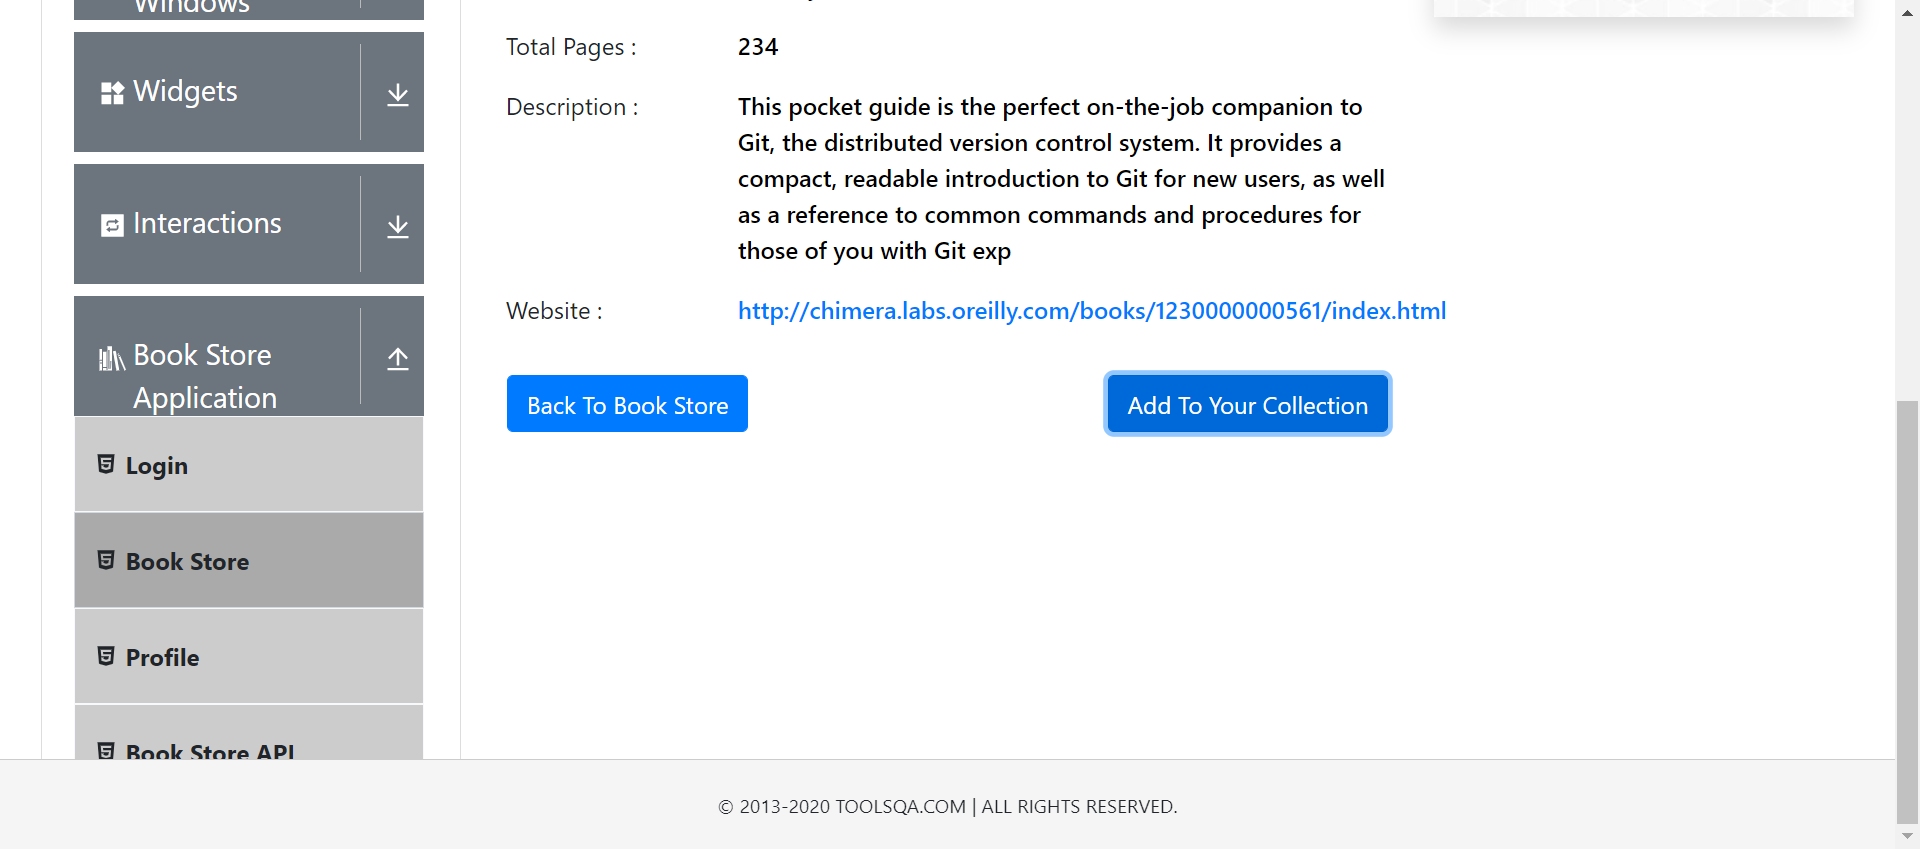 Windows
Widgets
Interactions
Book Store
Application
Login
Book Store
Profile
Book Store API
Total Pages :
234
Description :
This pocket guide is the perfect on-the-job companion to
Git, the distributed version control system. It provides a
compact, readable introduction to Git for new users, as well
as a reference to common commands and procedures for
those of you with Git exp
Website :
http://chimera.labs.oreilly.com/books/1230000000561/index.html
Back To Book Store
Add To Your Collection
© 2013-2020 TOOLSQA.COM | ALL RIGHTS RESERVED.